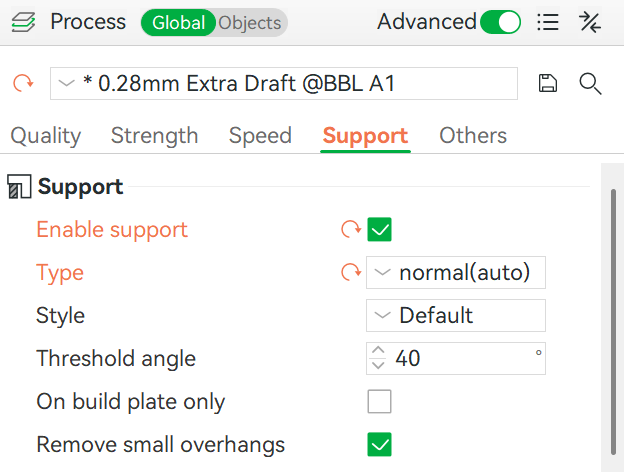 Process Global Objects Advanced
* 0.28mm Extra Draft @BBL A1
Quality Strength Speed Support Others
Support
Enable support
Type normal(auto)
Style Default
Threshold angle 40 °
On build plate only
Remove small overhangs